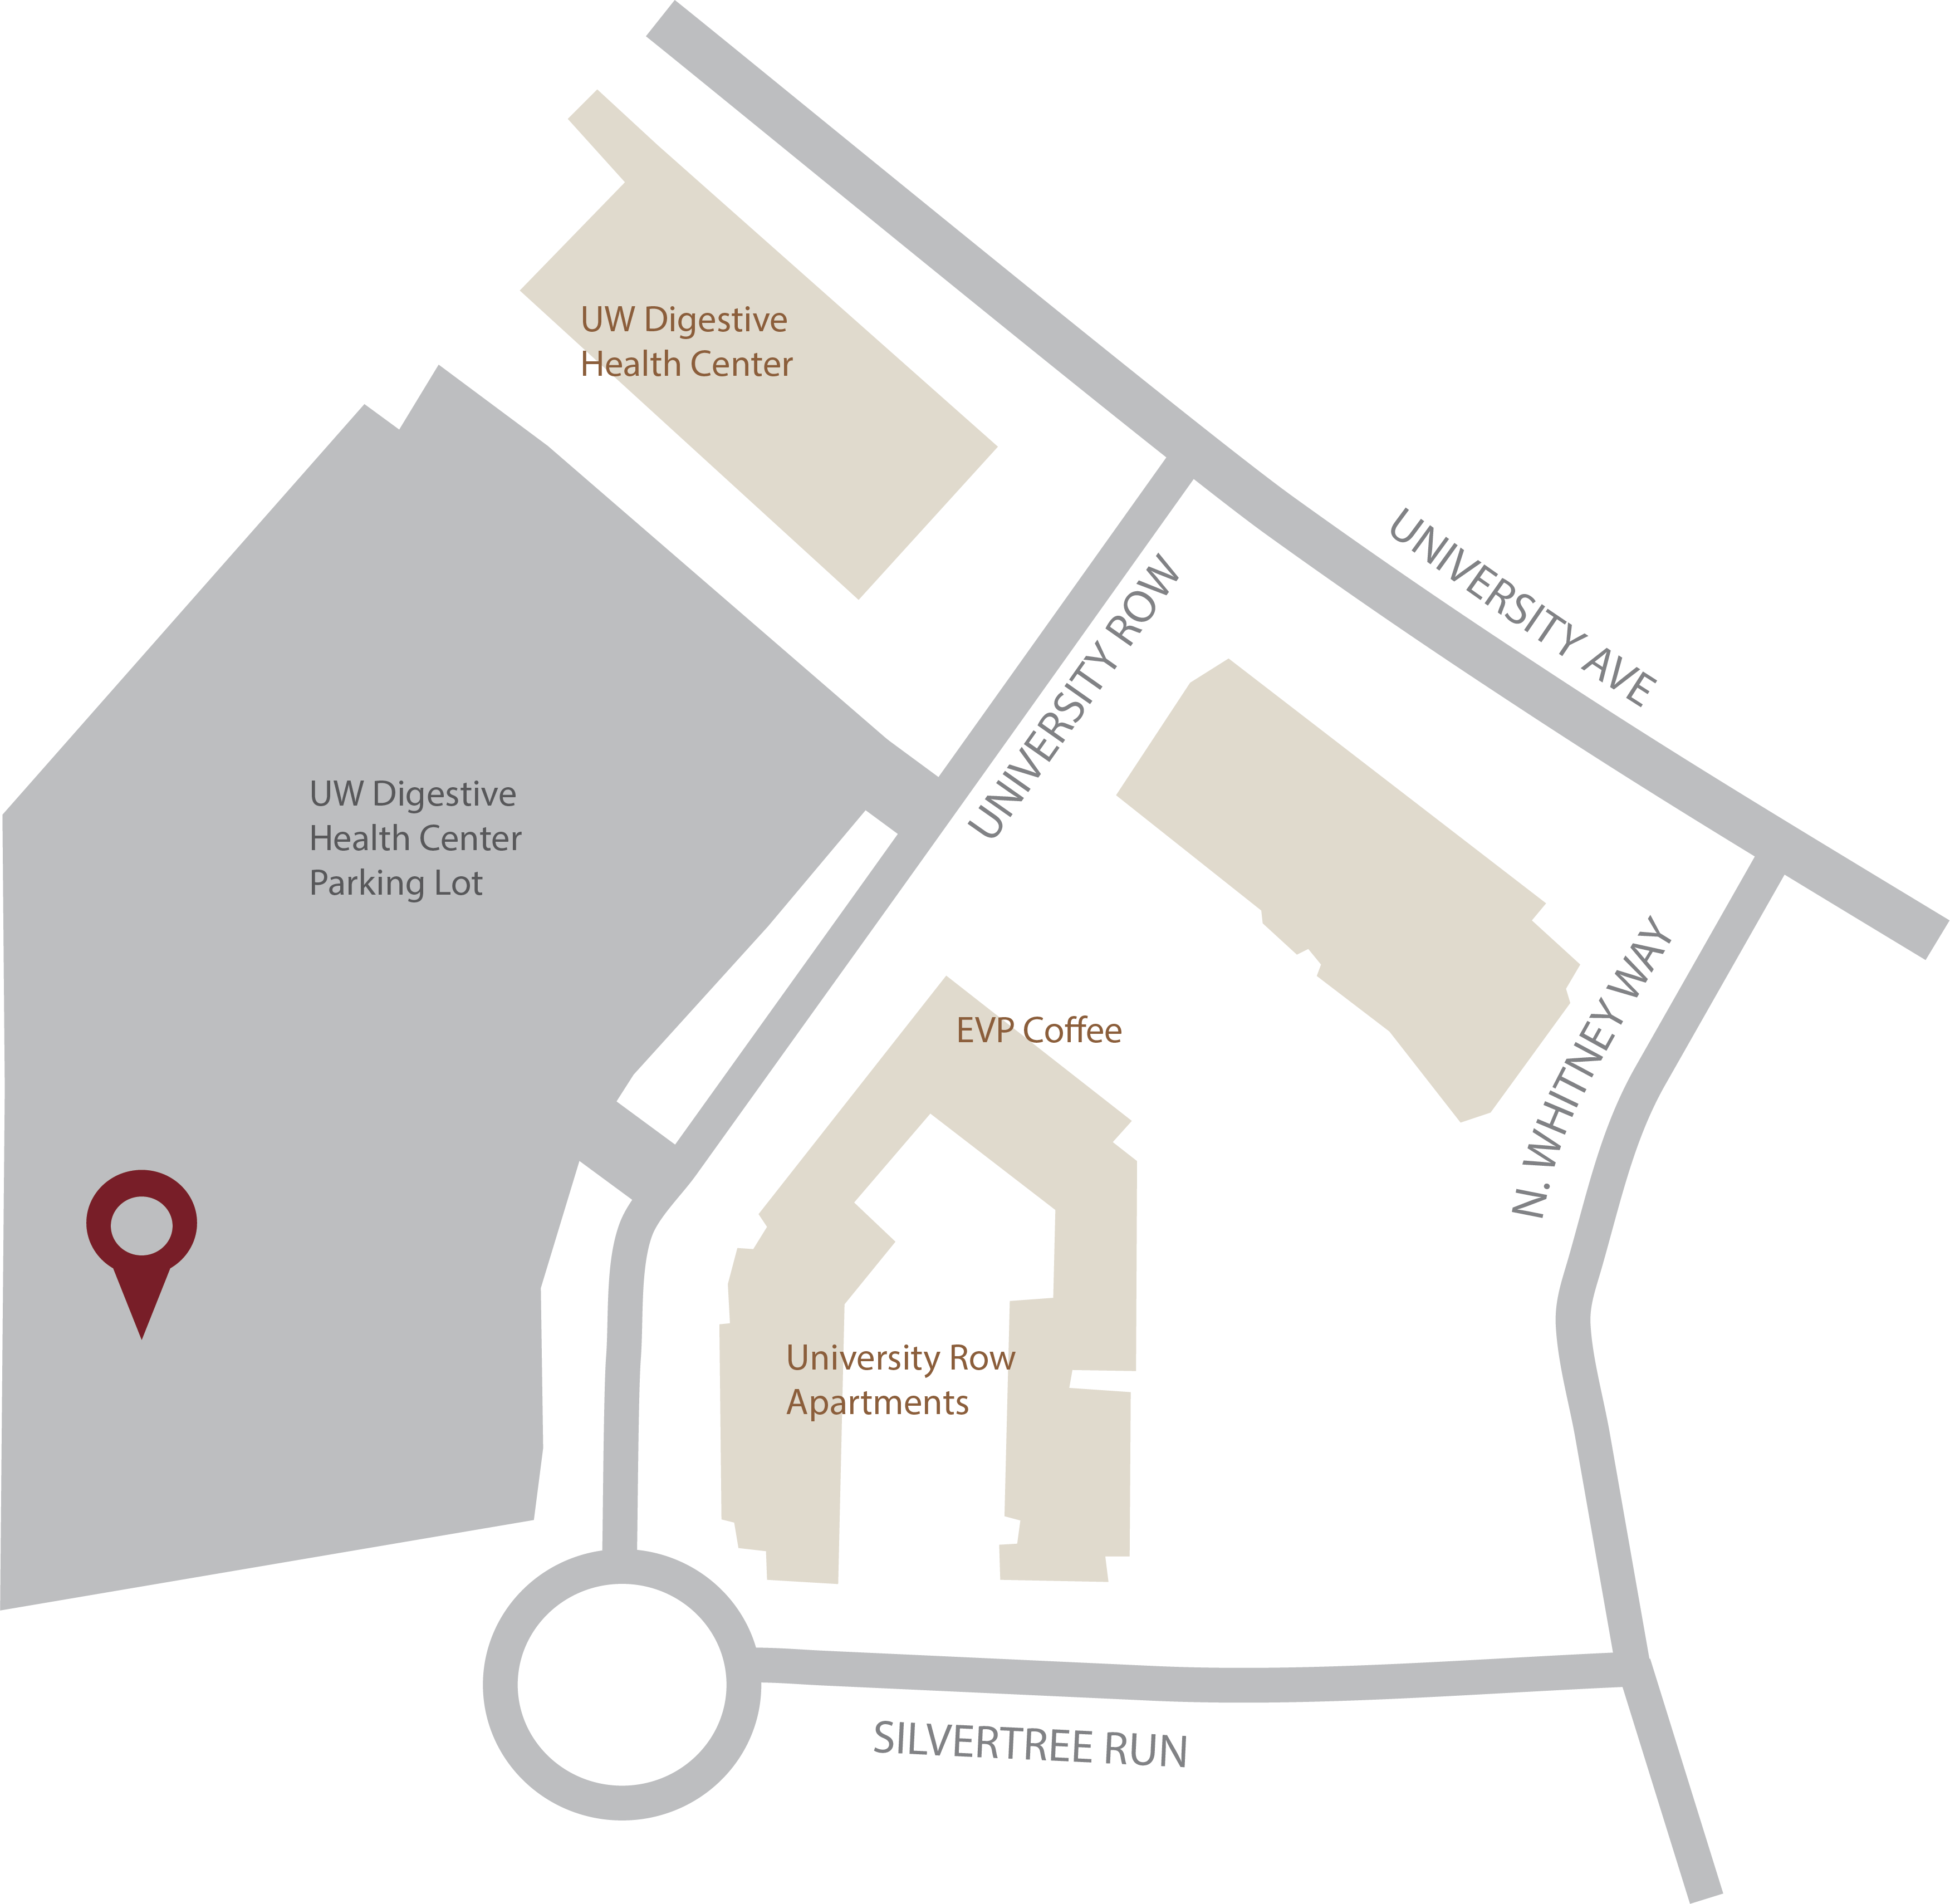 UW Digestive
Health Center
UNIVERSITY AVE
UNIVERSITY ROW
UW Digestive
Health Center
Parking Lot
N. WHITNEY WAY
EVP Coffee
University Row
Apartments
SILVERTREE RUN